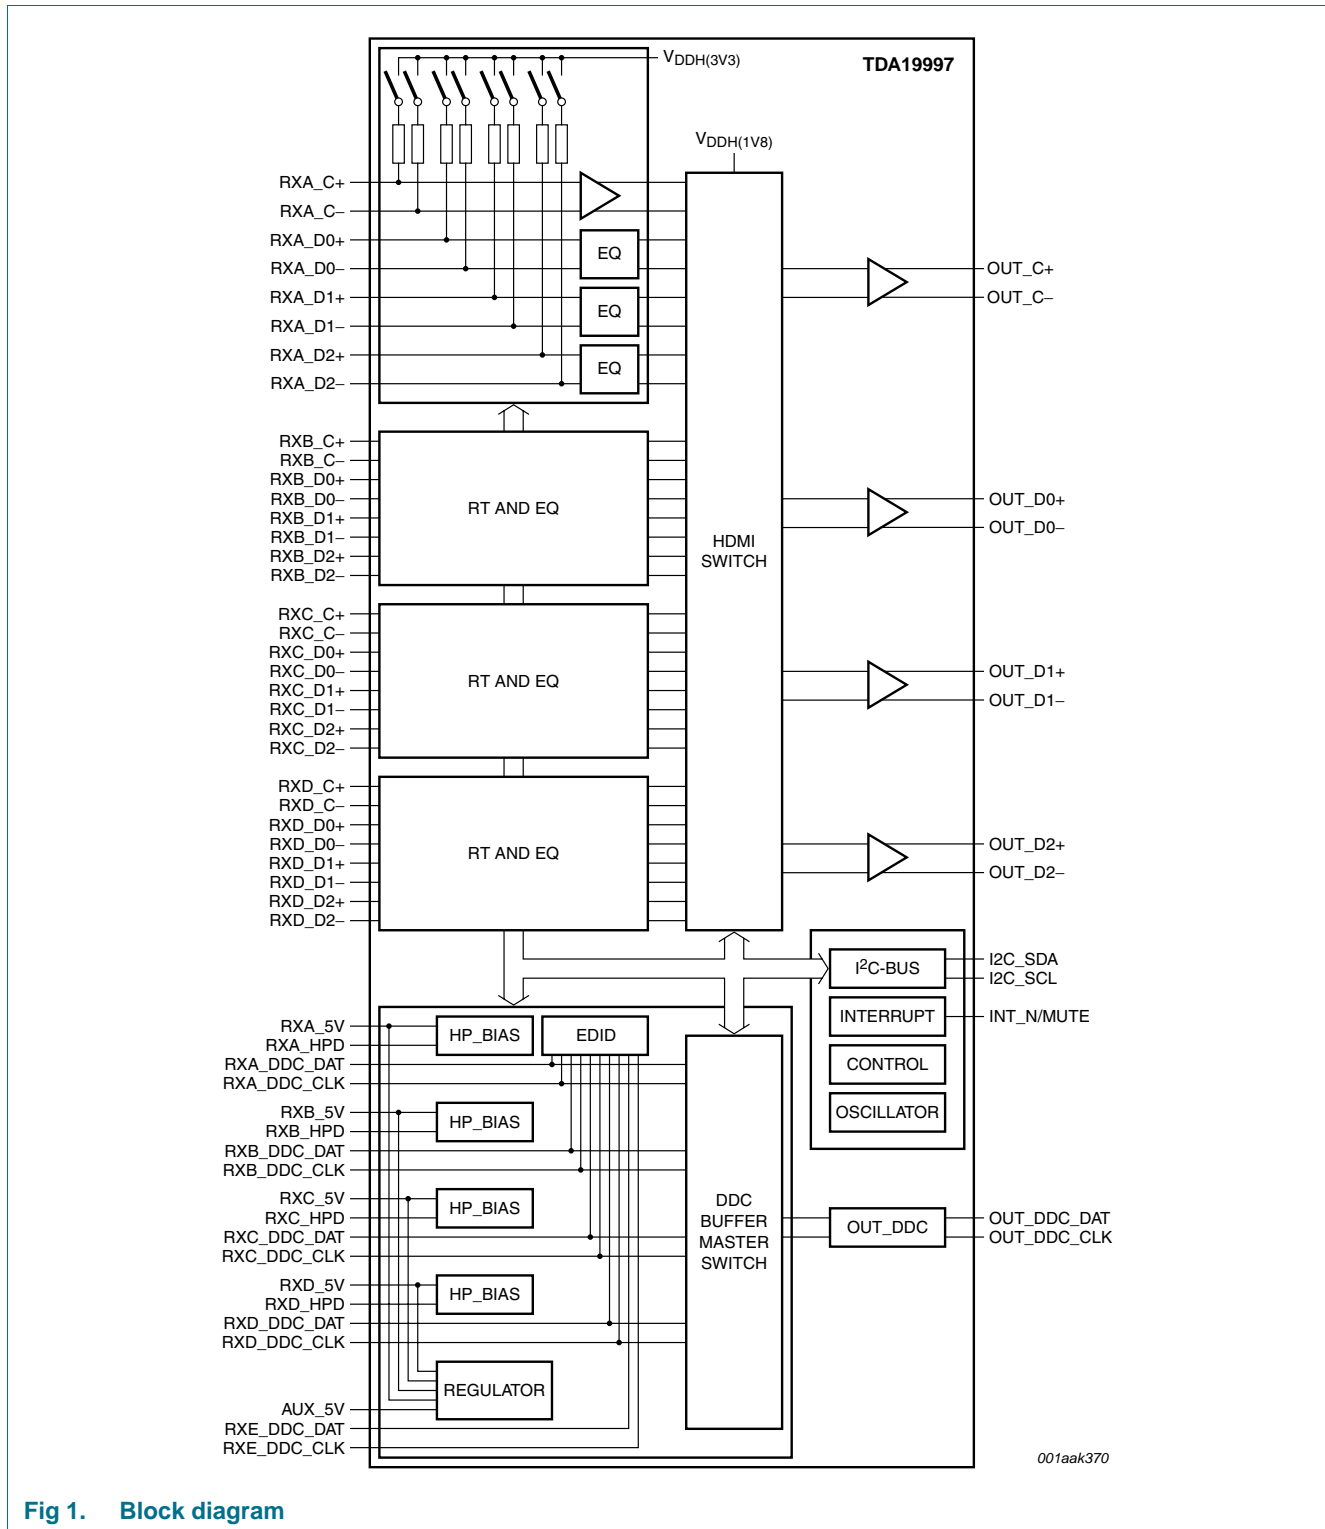 VDDH(3V3)
TDA19997
VDDH(1V8)
RXA_C+
RXA_C−
RXA_D0+
RXA_D0−
RXA_D1+
RXA_D1−
RXA_D2+
RXA_D2−
EQ
EQ
EQ
OUT_C+
OUT_C−
RXB_C+
RXB_C−
RXB_D0+
RXB_D0−
RXB_D1+
RXB_D1−
RXB_D2+
RXB_D2−
RT AND EQ
HDMI
SWITCH
OUT_D0+
OUT_D0−
RXC_C+
RXC_C−
RXC_D0+
RXC_D0−
RXC_D1+
RXC_D1−
RXC_D2+
RXC_D2−
RT AND EQ
OUT_D1+
OUT_D1−
RXD_C+
RXD_C−
RXD_D0+
RXD_D0−
RXD_D1+
RXD_D1−
RXD_D2+
RXD_D2−
RT AND EQ
OUT_D2+
OUT_D2−
I2C-BUS
I2C_SDA
I2C_SCL
INTERRUPT
INT_N/MUTE
CONTROL
OSCILLATOR
RXA_5V
RXA_HPD
RXA_DDC_DAT
RXA_DDC_CLK
HP_BIAS
EDID
RXB_5V
RXB_HPD
RXB_DDC_DAT
RXB_DDC_CLK
HP_BIAS
RXC_5V
RXC_HPD
RXC_DDC_DAT
RXC_DDC_CLK
HP_BIAS
DDC
BUFFER
MASTER
SWITCH
OUT_DDC
OUT_DDC_DAT
OUT_DDC_CLK
RXD_5V
RXD_HPD
RXD_DDC_DAT
RXD_DDC_CLK
HP_BIAS
REGULATOR
AUX_5V
RXE_DDC_DAT
RXE_DDC_CLK
001aak370
Fig 1. Block diagram